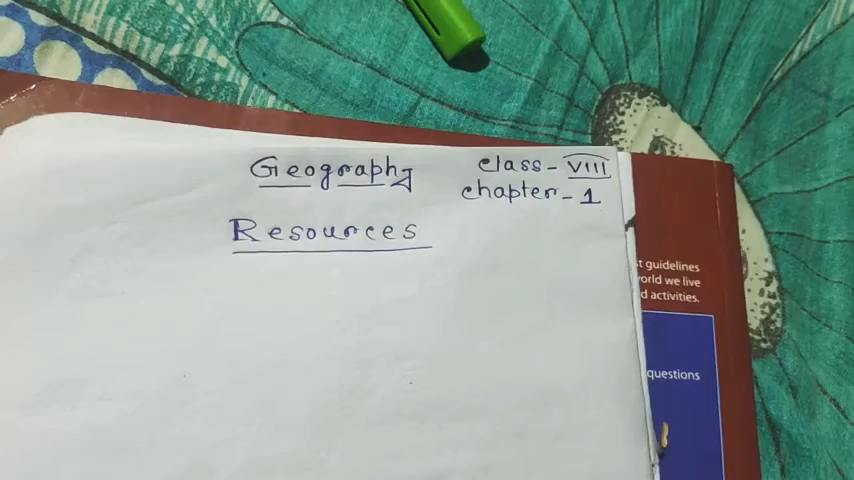 Geography
class - VIII
chapter - 1
Resources
t guidelines
orld we live
d activities.
questions